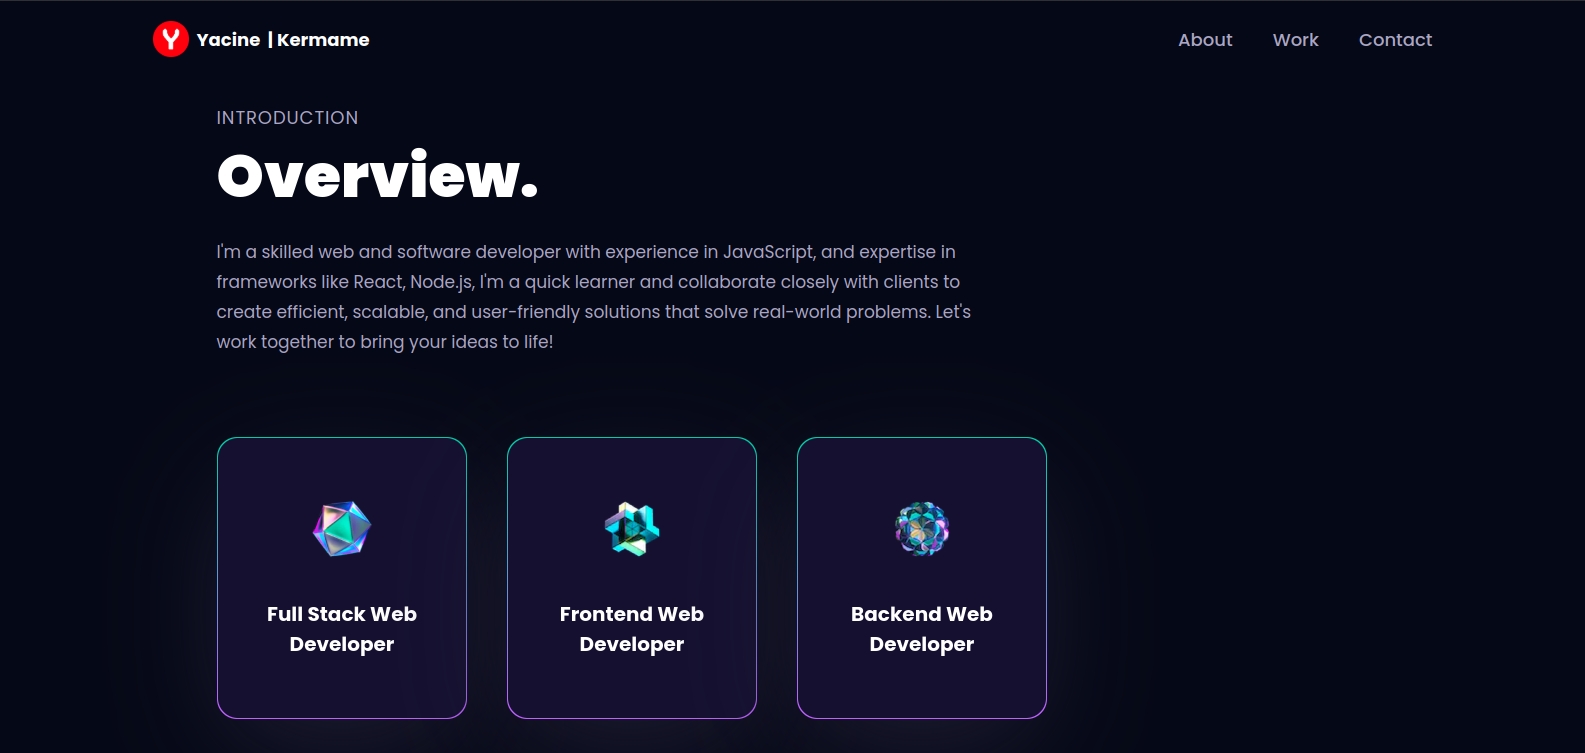 Y Yacine | Kermame
About Work Contact
INTRODUCTION
Overview.
I'm a skilled web and software developer with experience in JavaScript, and expertise in
frameworks like React, Node.js, I'm a quick learner and collaborate closely with clients to
create efficient, scalable, and user-friendly solutions that solve real-world problems. Let's
work together to bring your ideas to life!
Full Stack Web
Developer
Frontend Web
Developer
Backend Web
Developer